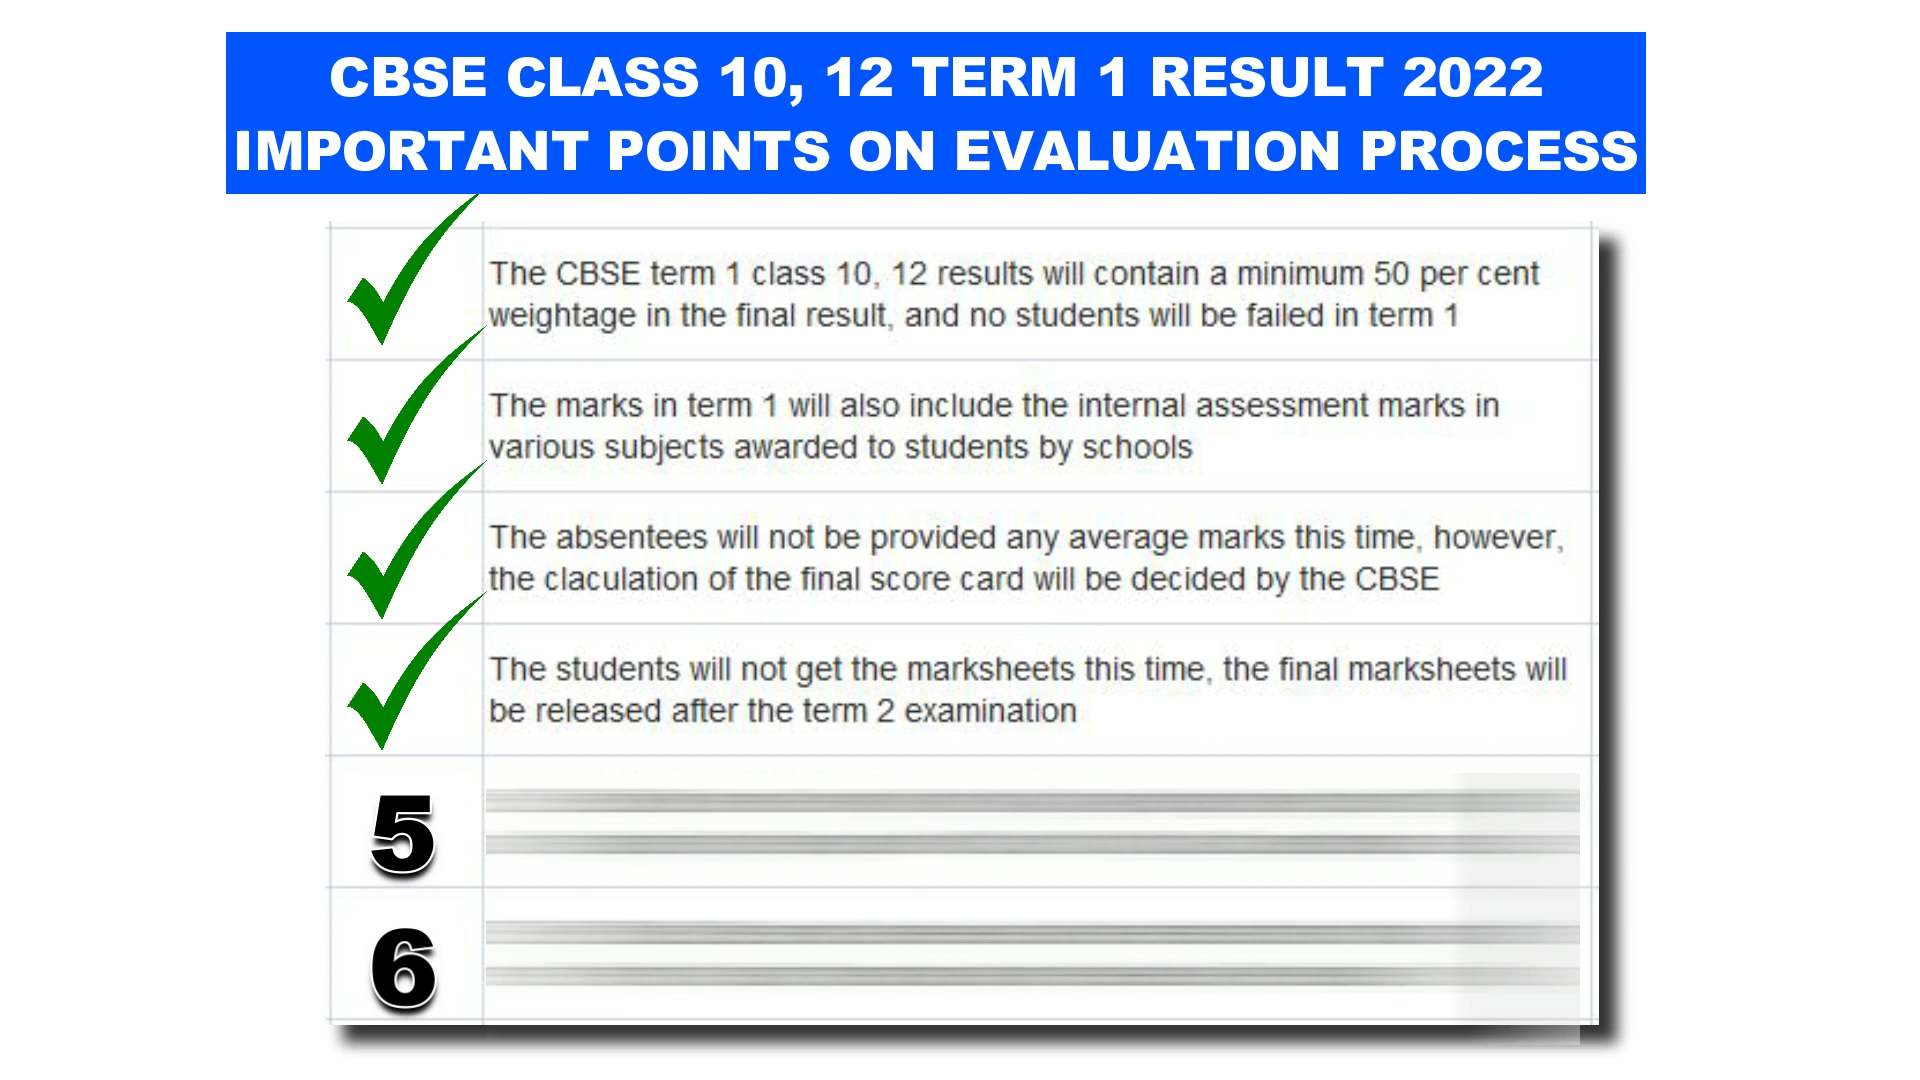 CBSE CLASS 10, 12 TERM 1 RESULT 2022
IMPORTANT POINTS ON EVALUATION PROCESS
The CBSE term 1 class 10, 12 results will contain a minimum 50 per cent
weightage in the final result, and no students will be failed in term 1
The marks in term 1 will also include the internal assessment marks in
various subjects awarded to students by schools
The absentees will not be provided any average marks this time, however,
the claculation of the final score card will be decided by the CBSE
The students will not get the marksheets this time, the final marksheets will
be released after the term 2 examination
5
6